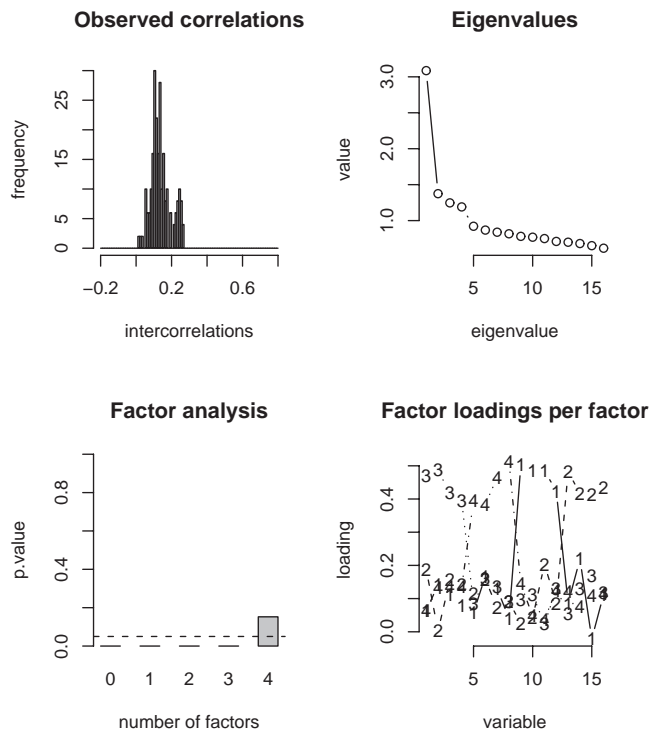 Observed correlations
frequency
0 5 15 25
−0.2 0.2 0.6
intercorrelations
Eigenvalues
value
1.0 2.0 3.0
5 10 15
eigenvalue
Factor analysis
p.value
0.0 0.4 0.8
0 1 2 3 4
number of factors
Factor loadings per factor
loading
0.0 0.2 0.4
5 10 15
variable